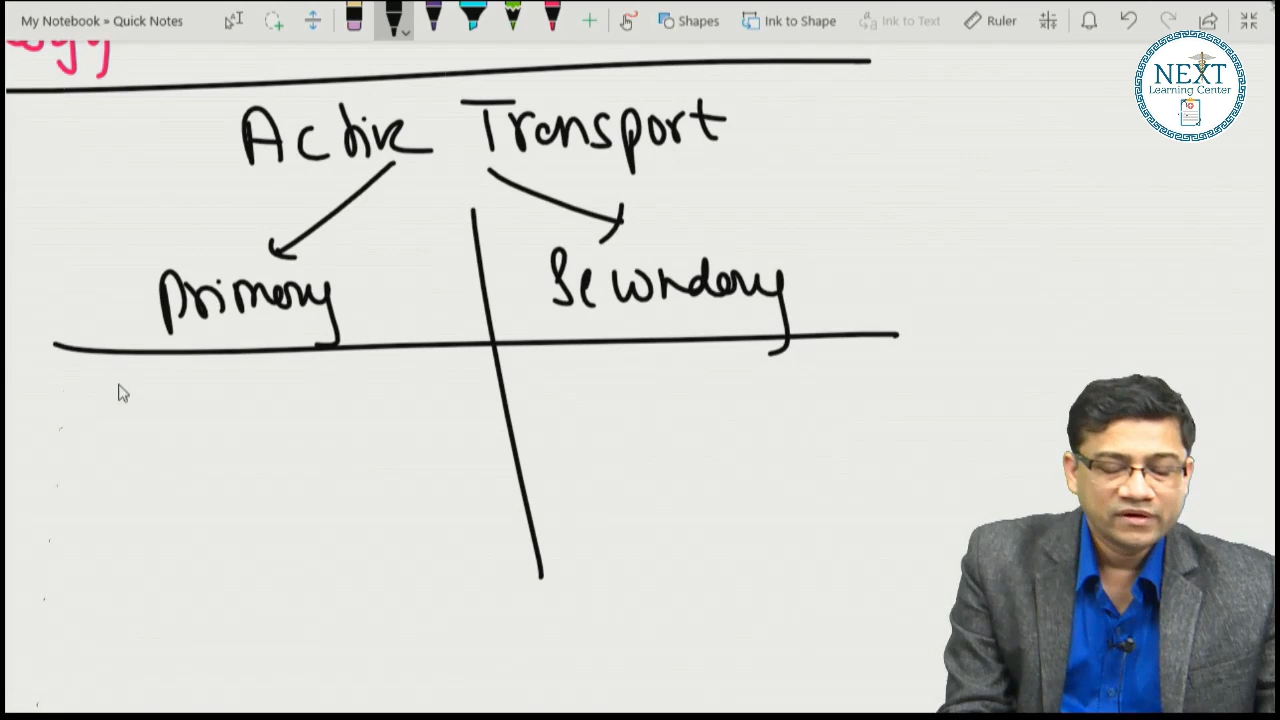 My Notebook » Quick Notes
Shapes
Ink to Shape
Ink to Text
Ruler
NEXT
Learning Center
Active Transport
Primary
Secondary